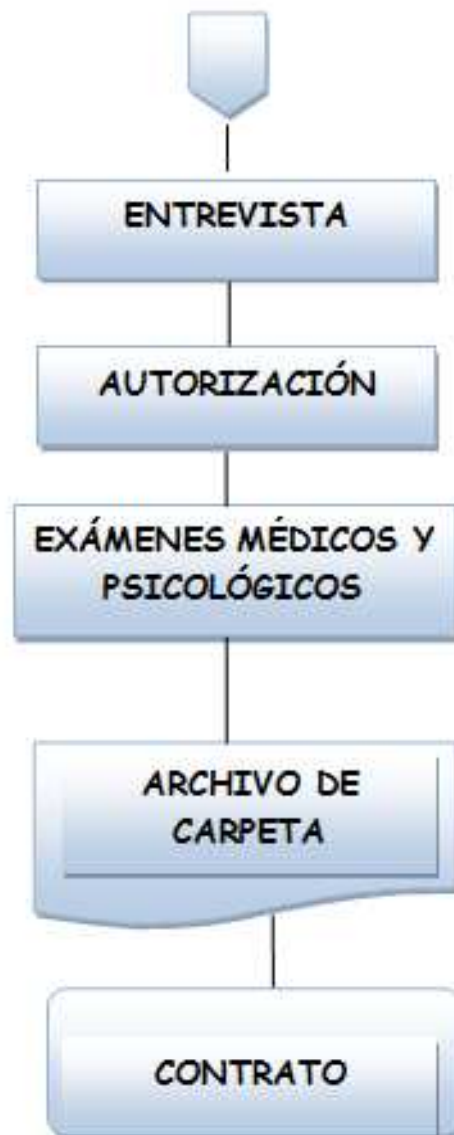 ENTREVISTA
AUTORIZACIÓN
EXÁMENES MÉDICOS Y
PSICOLÓGICOS
ARCHIVO DE
CARPETA
CONTRATO